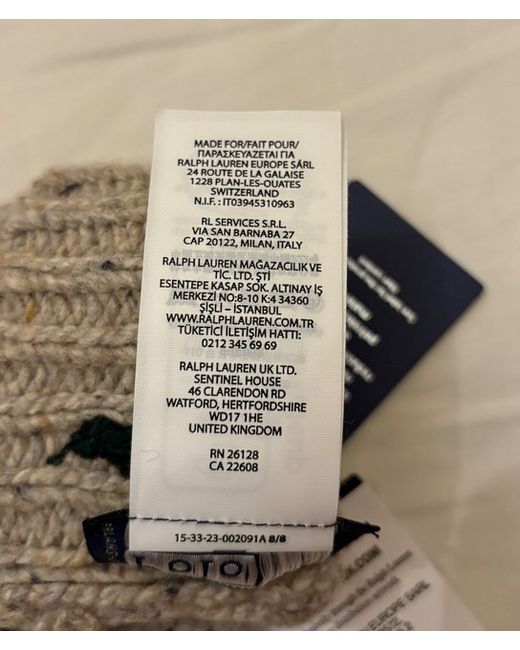 MADE FOR/FAIT POUR/
ΠΑΡΑΣΚΕΥΑΖΕΤΑΙ ΓΙΑ
RALPH LAUREN EUROPE SÁRL
24 ROUTE DE LA GALAISE
1228 PLAN-LES-OUATES
SWITZERLAND
N.I.F. : IT03945310963
RL SERVICES S.R.L.
VIA SAN BARNABA 27
CAP 20122, MILAN, ITALY
RALPH LAUREN MAĞAZACILIK VE
TİC. LTD. ŞTİ
ESENTEPE KASAP SOK. ALTINAY İŞ
MERKEZİ NO:8-10 K:4 34360
ŞİŞLİ – İSTANBUL
WWW.RALPHLAUREN.COM.TR
TÜKETİCİ İLETİŞİM HATTI:
0212 345 69 69
RALPH LAUREN UK LTD.
SENTINEL HOUSE
46 CLARENDON RD
WATFORD, HERTFORDSHIRE
WD17 1HE
UNITED KINGDOM
RN 26128
CA 22608
15-33-23-002091A 8/8